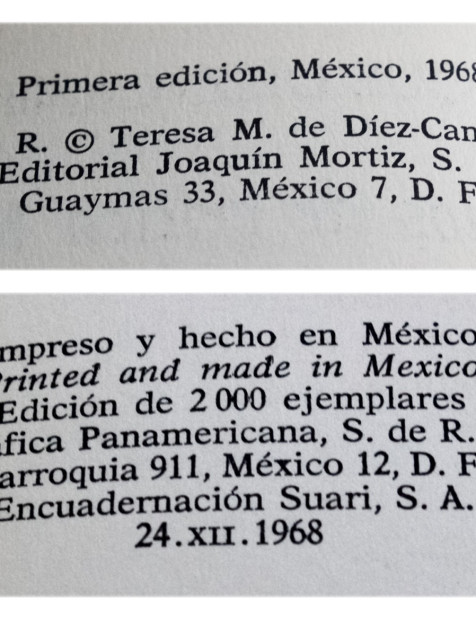 Primera edición, México, 1968
R. © Teresa M. de Díez-Can
Editorial Joaquín Mortiz, S.
Guaymas 33, México 7, D. F
mpreso y hecho en México
Printed and made in Mexico
Edición de 2 000 ejemplares
áfica Panamericana, S. de R.
arroquia 911, México 12, D. F
Encuadernación Suari, S. A.
24.XII.1968